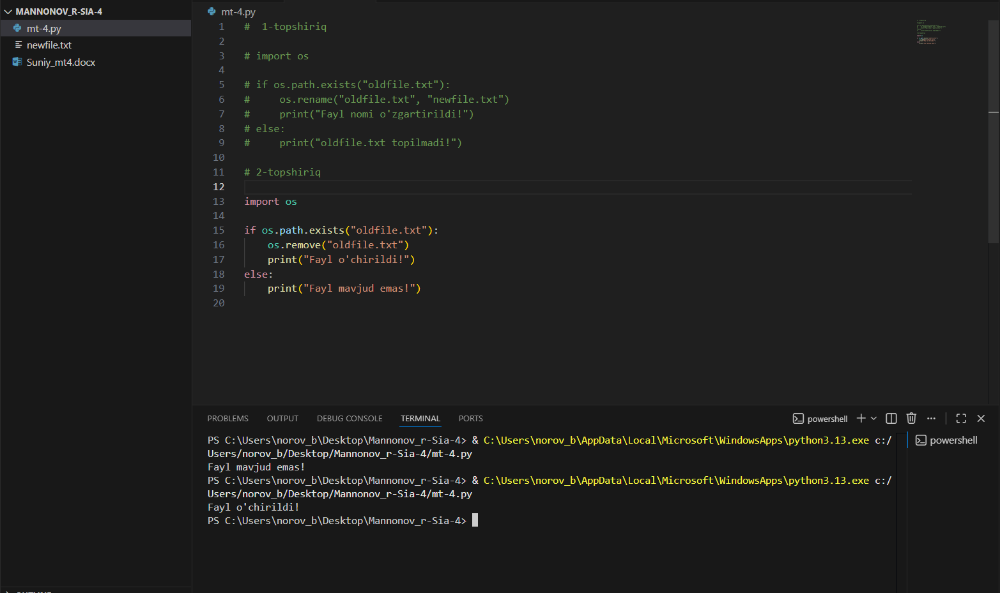 MANNONOV_R-SIA-4
mt-4.py
newfile.txt
Suniy_mt4.docx
mt-4.py
1 #  1-topshiriq
2
3 # import os
4
5 # if os.path.exists("oldfile.txt"):
6 #     os.rename("oldfile.txt", "newfile.txt")
7 #     print("Fayl nomi o'zgartirildi!")
8 # else:
9 #     print("oldfile.txt topilmadi!")
10
11 # 2-topshiriq
12
13 import os
14
15 if os.path.exists("oldfile.txt"):
16     os.remove("oldfile.txt")
17     print("Fayl o'chirildi!")
18 else:
19     print("Fayl mavjud emas!")
20
PROBLEMS OUTPUT DEBUG CONSOLE TERMINAL PORTS
powershell
PS C:\Users\norov_b\Desktop\Mannonov_r-Sia-4> & C:\Users\norov_b\AppData\Local\Microsoft\WindowsApps\python3.13.exe c:/
Users/norov_b/Desktop/Mannonov_r-Sia-4/mt-4.py
Fayl mavjud emas!
PS C:\Users\norov_b\Desktop\Mannonov_r-Sia-4> & C:\Users\norov_b\AppData\Local\Microsoft\WindowsApps\python3.13.exe c:/
Users/norov_b/Desktop/Mannonov_r-Sia-4/mt-4.py
Fayl o'chirildi!
PS C:\Users\norov_b\Desktop\Mannonov_r-Sia-4>
powershell